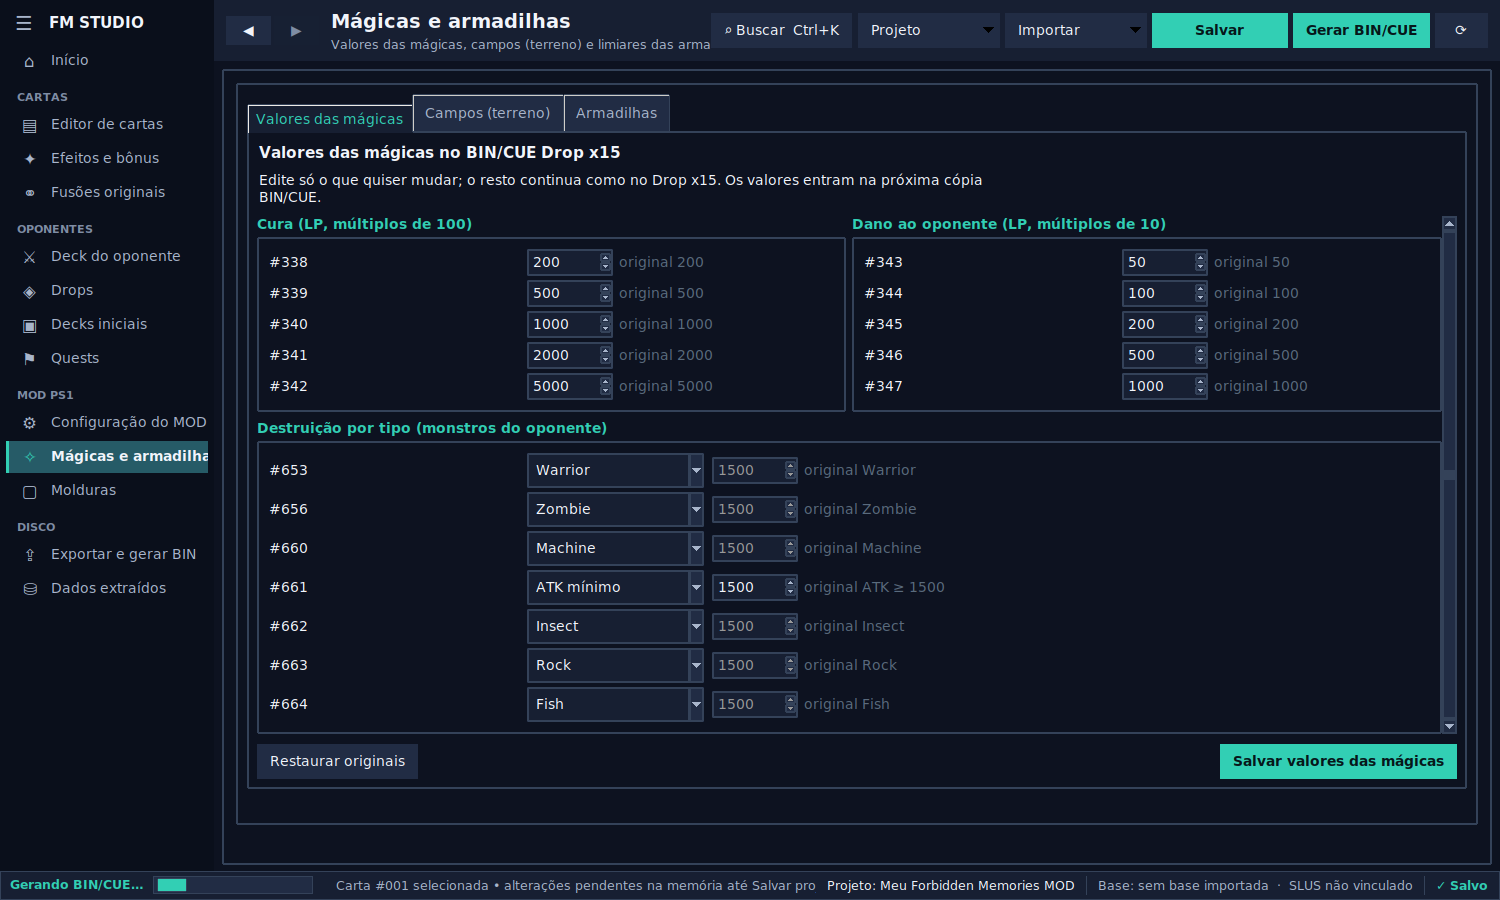 FM STUDIO
Início
CARTAS
Editor de cartas
Efeitos e bônus
Fusões originais
OPONENTES
Deck do oponente
Drops
Decks iniciais
Quests
MOD PS1
Configuração do MOD
Mágicas e armadilha
Molduras
DISCO
Exportar e gerar BIN
Dados extraídos
Mágicas e armadilhas
Valores das mágicas, campos (terreno) e limiares das arma
Buscar Ctrl+K
Projeto
Importar
Salvar
Gerar BIN/CUE
Valores das mágicas
Campos (terreno)
Armadilhas
Valores das mágicas no BIN/CUE Drop x15
Edite só o que quiser mudar; o resto continua como no Drop x15. Os valores entram na próxima cópia
BIN/CUE.
Cura (LP, múltiplos de 100)
#338 200 original 200
#339 500 original 500
#340 1000 original 1000
#341 2000 original 2000
#342 5000 original 5000
Dano ao oponente (LP, múltiplos de 10)
#343 50 original 50
#344 100 original 100
#345 200 original 200
#346 500 original 500
#347 1000 original 1000
Destruição por tipo (monstros do oponente)
#653 Warrior 1500 original Warrior
#656 Zombie 1500 original Zombie
#660 Machine 1500 original Machine
#661 ATK mínimo 1500 original ATK ≥ 1500
#662 Insect 1500 original Insect
#663 Rock 1500 original Rock
#664 Fish 1500 original Fish
Restaurar originais
Salvar valores das mágicas
Gerando BIN/CUE...
Carta #001 selecionada • alterações pendentes na memória até Salvar pro
Projeto: Meu Forbidden Memories MOD
Base: sem base importada · SLUS não vinculado
✓ Salvo